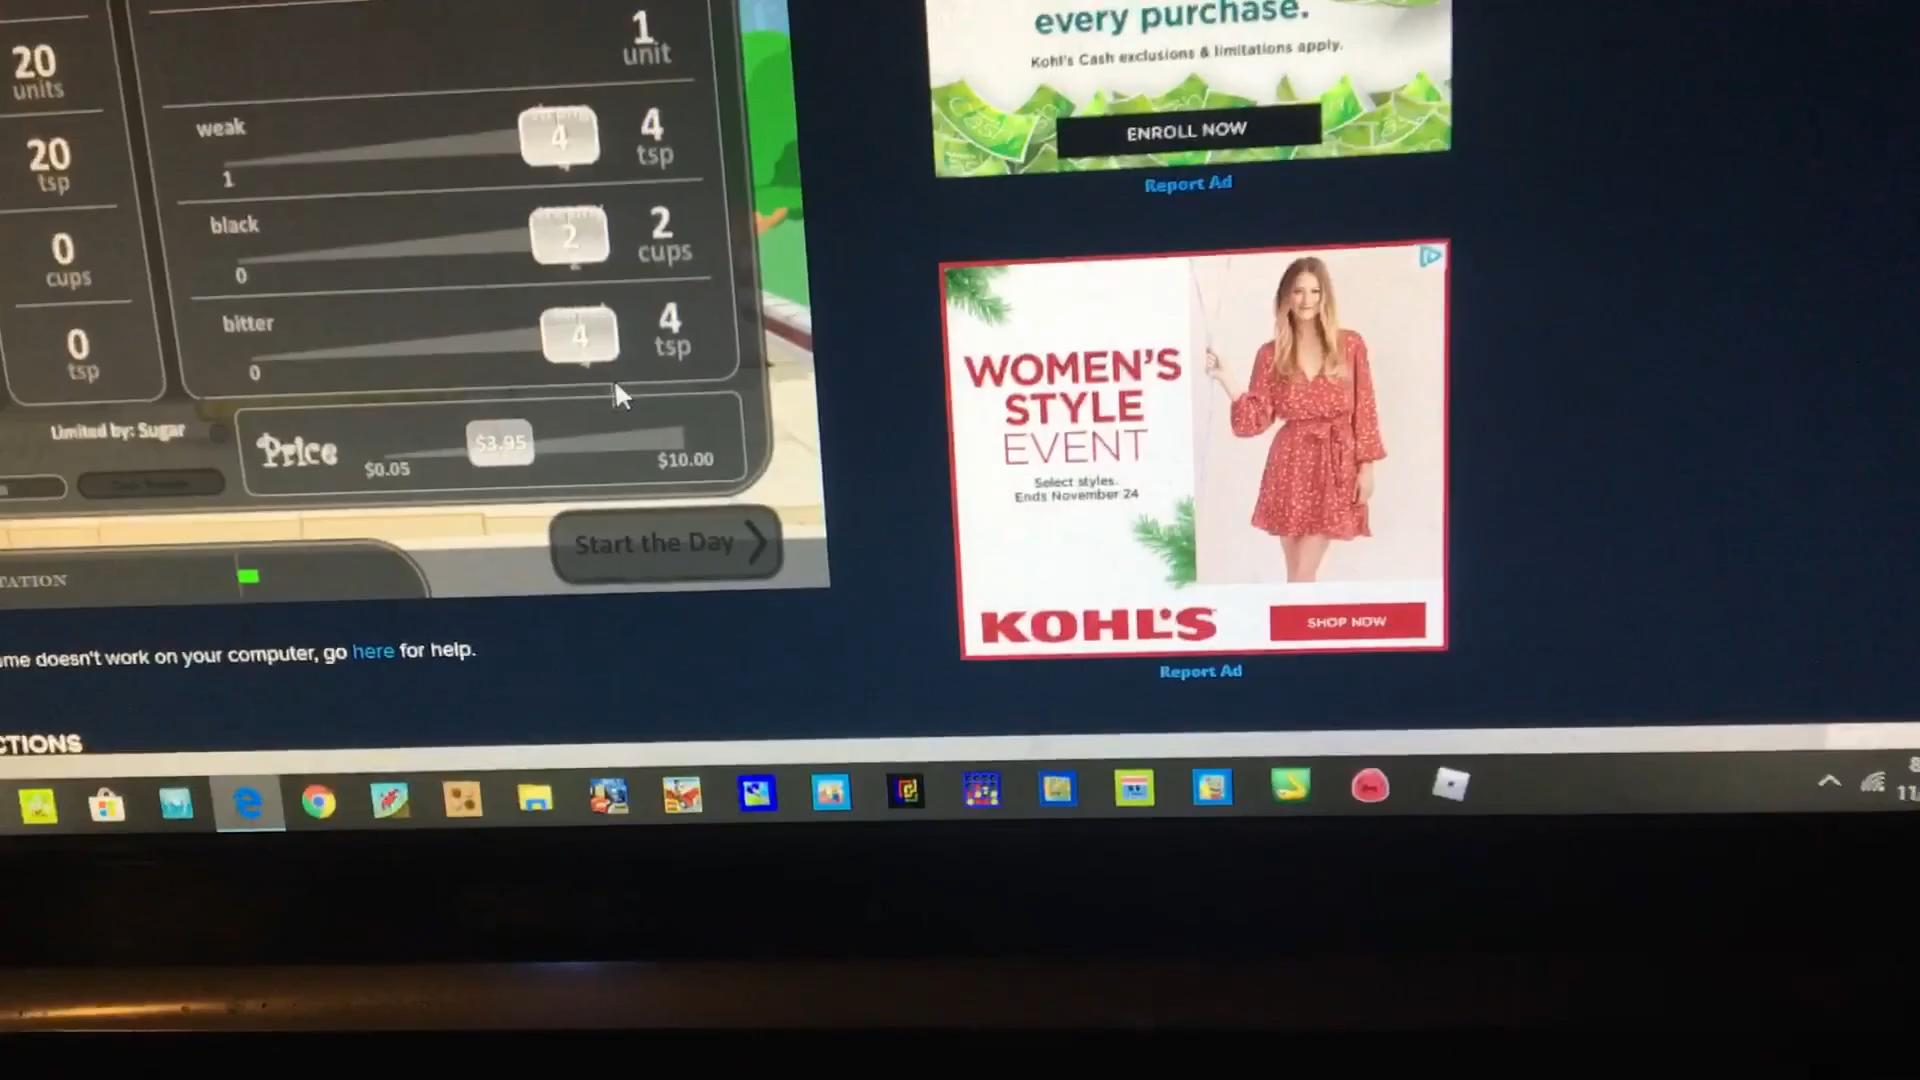 20
units
20
tsp
0
cups
0
tsp
1
unit
weak
1
4
4
tsp
black
0
2
2
cups
bitter
0
4
4
tsp
Limited by: Sugar
Price
$0.05
$3.95
$10.00
Start the Day
TATION
me doesn't work on your computer, go here for help.
CTIONS
every purchase.
Kohl's Cash exclusions & limitations apply.
ENROLL NOW
Report Ad
WOMEN'S
STYLE
EVENT
Select styles.
Ends November 24
KOHL'S
SHOP NOW
Report Ad
8
11